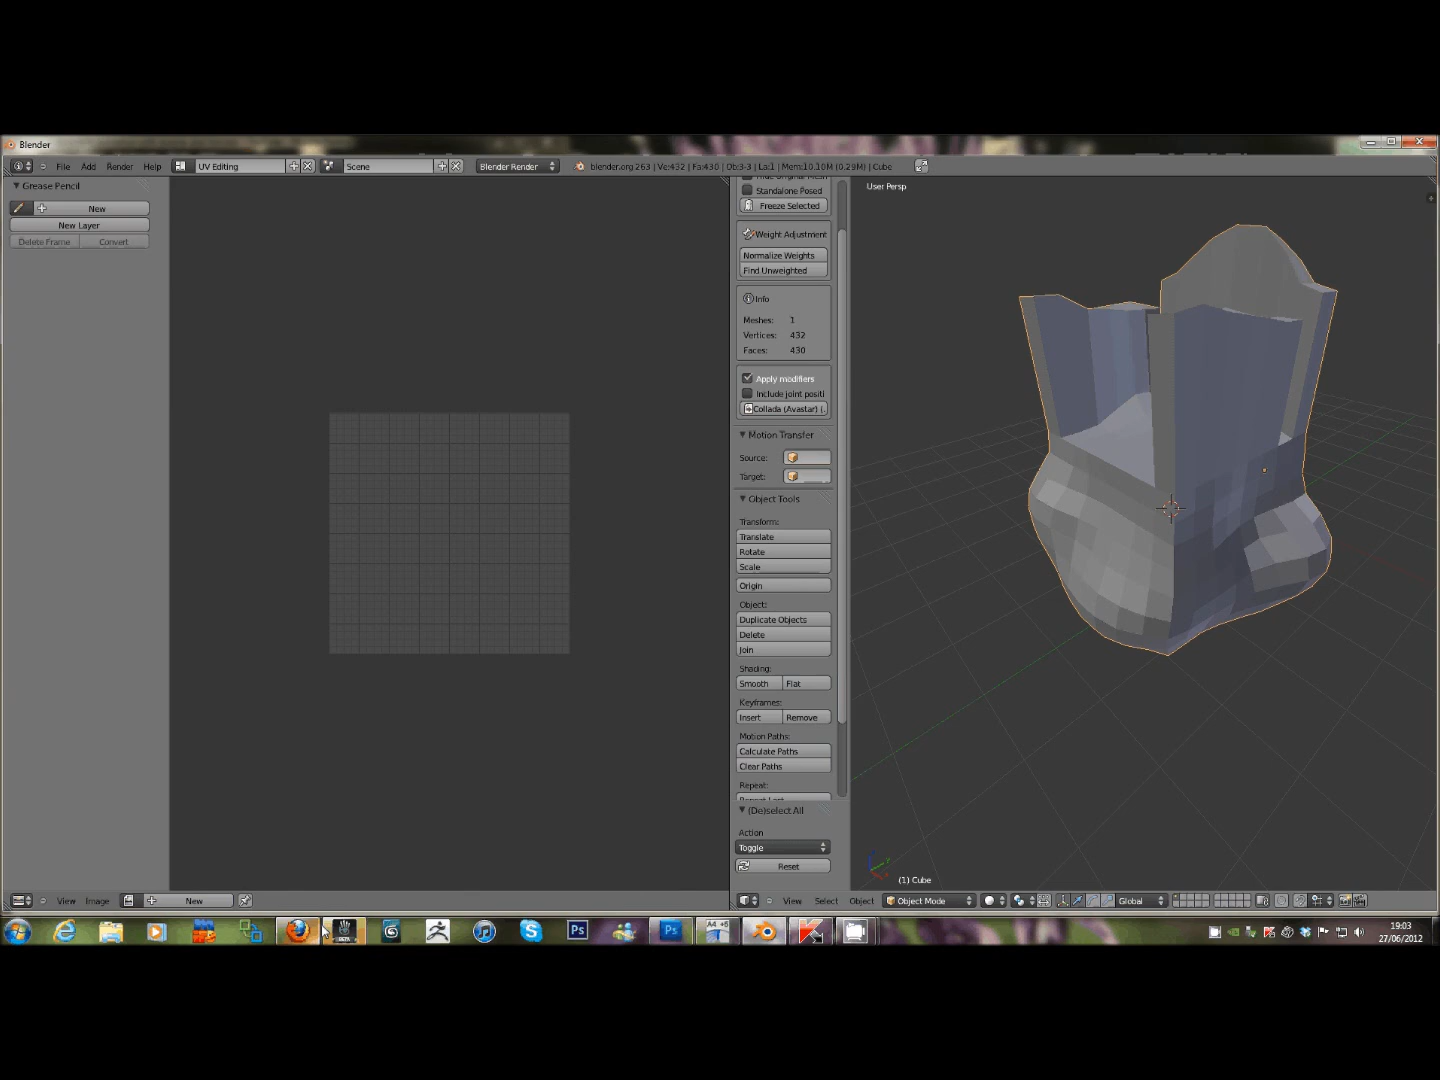 Blender
File Add Render Help UV Editing Scene Blender Render blender.org 263 | Ve:432 | Fa:430 | Ob:3-3 | La:1 | Mem:10.10M (0.29M) | Cube
Grease Pencil
New
New Layer
Delete Frame Convert
Standalone Posed
Freeze Selected
Weight Adjustment
Normalize Weights
Find Unweighted
Info
Meshes: 1
Vertices: 432
Faces: 430
Apply modifiers
Include joint positi
Collada (Avastar) (.
Motion Transfer
Source:
Target:
Object Tools
Transform:
Translate
Rotate
Scale
Origin
Object:
Duplicate Objects
Delete
Join
Shading:
Smooth Flat
Keyframes:
Insert Remove
Motion Paths:
Calculate Paths
Clear Paths
Repeat:
(De)select All
Action
Toggle
Reset
User Persp
(1) Cube
View Image New
View Select Object Object Mode Global
Ps
Ps
19:03
27/06/2012